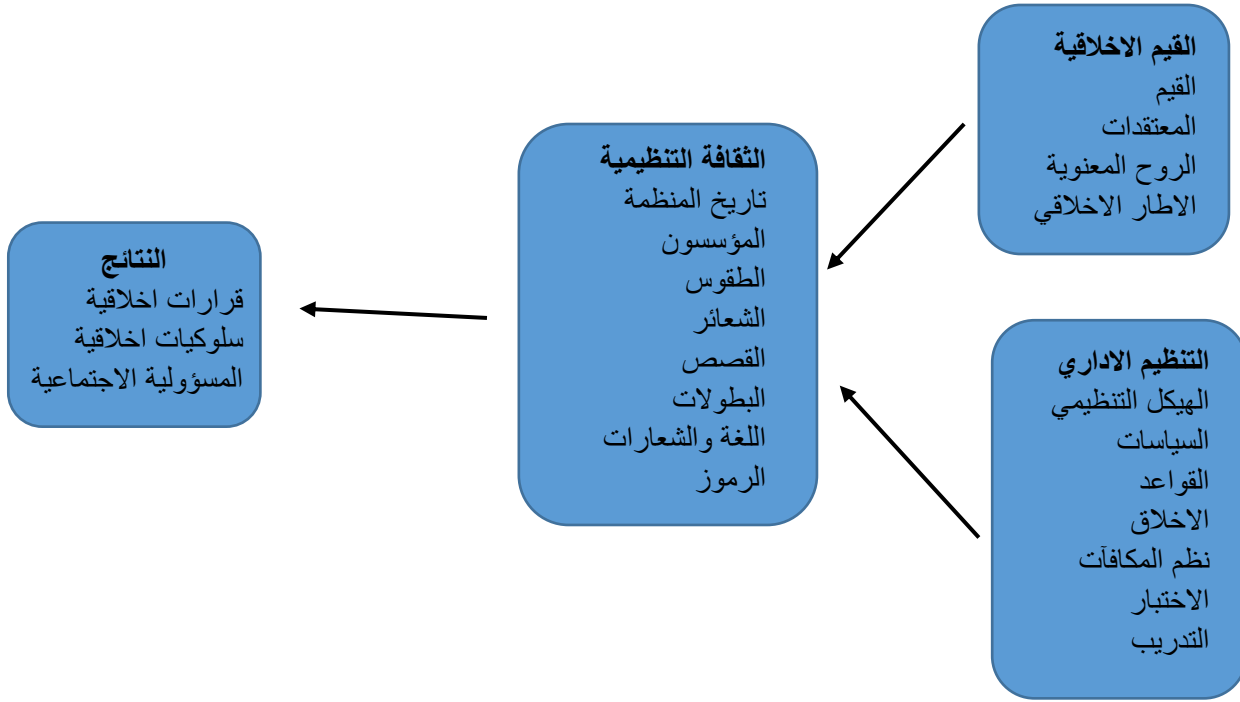 القيم الاخلاقية
القيم
المعتقدات
الروح المعنوية
الاطار الاخلاقي
التنظيم الاداري
الهيكل التنظيمي
السياسات
القواعد
الاخلاق
نظم المكافآت
الاختبار
التدريب
الثقافة التنظيمية
تاريخ المنظمة
المؤسسون
الطقوس
الشعائر
القصص
البطولات
اللغة والشعارات
الرموز
النتائج
قرارات اخلاقية
سلوكيات اخلاقية
المسؤولية الاجتماعية